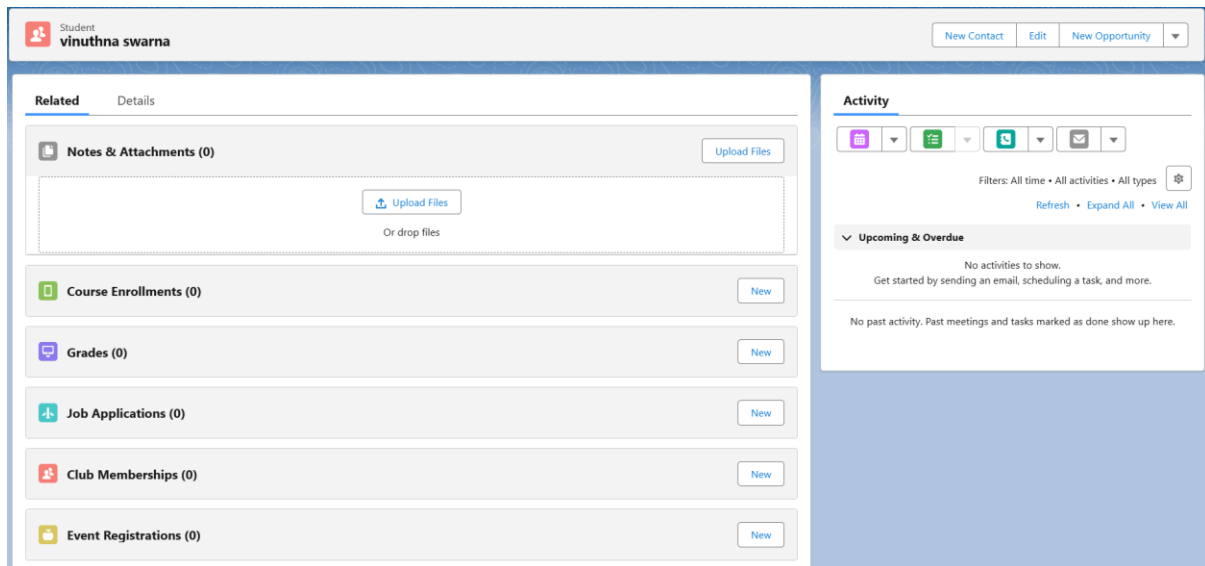 Student
vinuthna swarna
New Contact
Edit
New Opportunity
Related
Details
Notes & Attachments (0)
Upload Files
Upload Files
Or drop files
Course Enrollments (0)
New
Grades (0)
New
Job Applications (0)
New
Club Memberships (0)
New
Event Registrations (0)
New
Activity
Filters: All time • All activities • All types
Refresh • Expand All • View All
Upcoming & Overdue
No activities to show.
Get started by sending an email, scheduling a task, and more.
No past activity. Past meetings and tasks marked as done show up here.